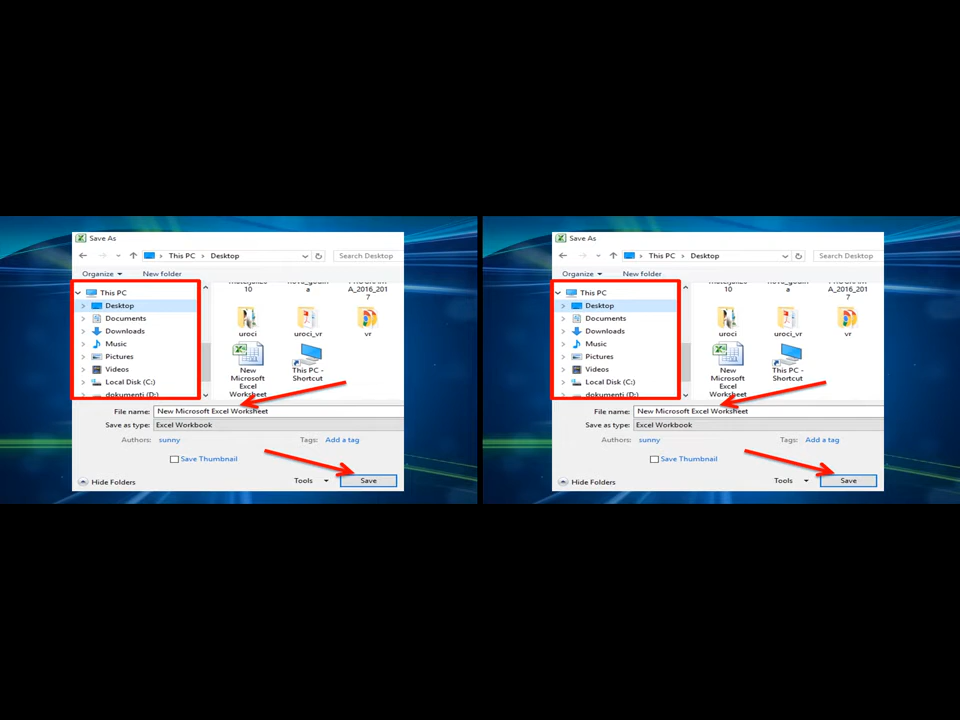 Save As
This PC > Desktop
Search Desktop
Organize
New folder
This PC
Desktop
Documents
Downloads
Music
Pictures
Videos
Local Disk (C:)
dokumenti (D:)
10
a
A_2016_201
7
uroci
uroci_vr
vr
New
Microsoft
Excel
Worksheet
This PC -
Shortcut
File name: New Microsoft Excel Worksheet
Save as type: Excel Workbook
Authors: sunny
Tags: Add a tag
Save Thumbnail
Hide Folders
Tools
Save
Save As
This PC > Desktop
Search Desktop
Organize
New folder
This PC
Desktop
Documents
Downloads
Music
Pictures
Videos
Local Disk (C:)
dokumenti (D:)
10
a
A_2016_201
7
uroci
uroci_vr
vr
New
Microsoft
Excel
Worksheet
This PC -
Shortcut
File name: New Microsoft Excel Worksheet
Save as type: Excel Workbook
Authors: sunny
Tags: Add a tag
Save Thumbnail
Hide Folders
Tools
Save